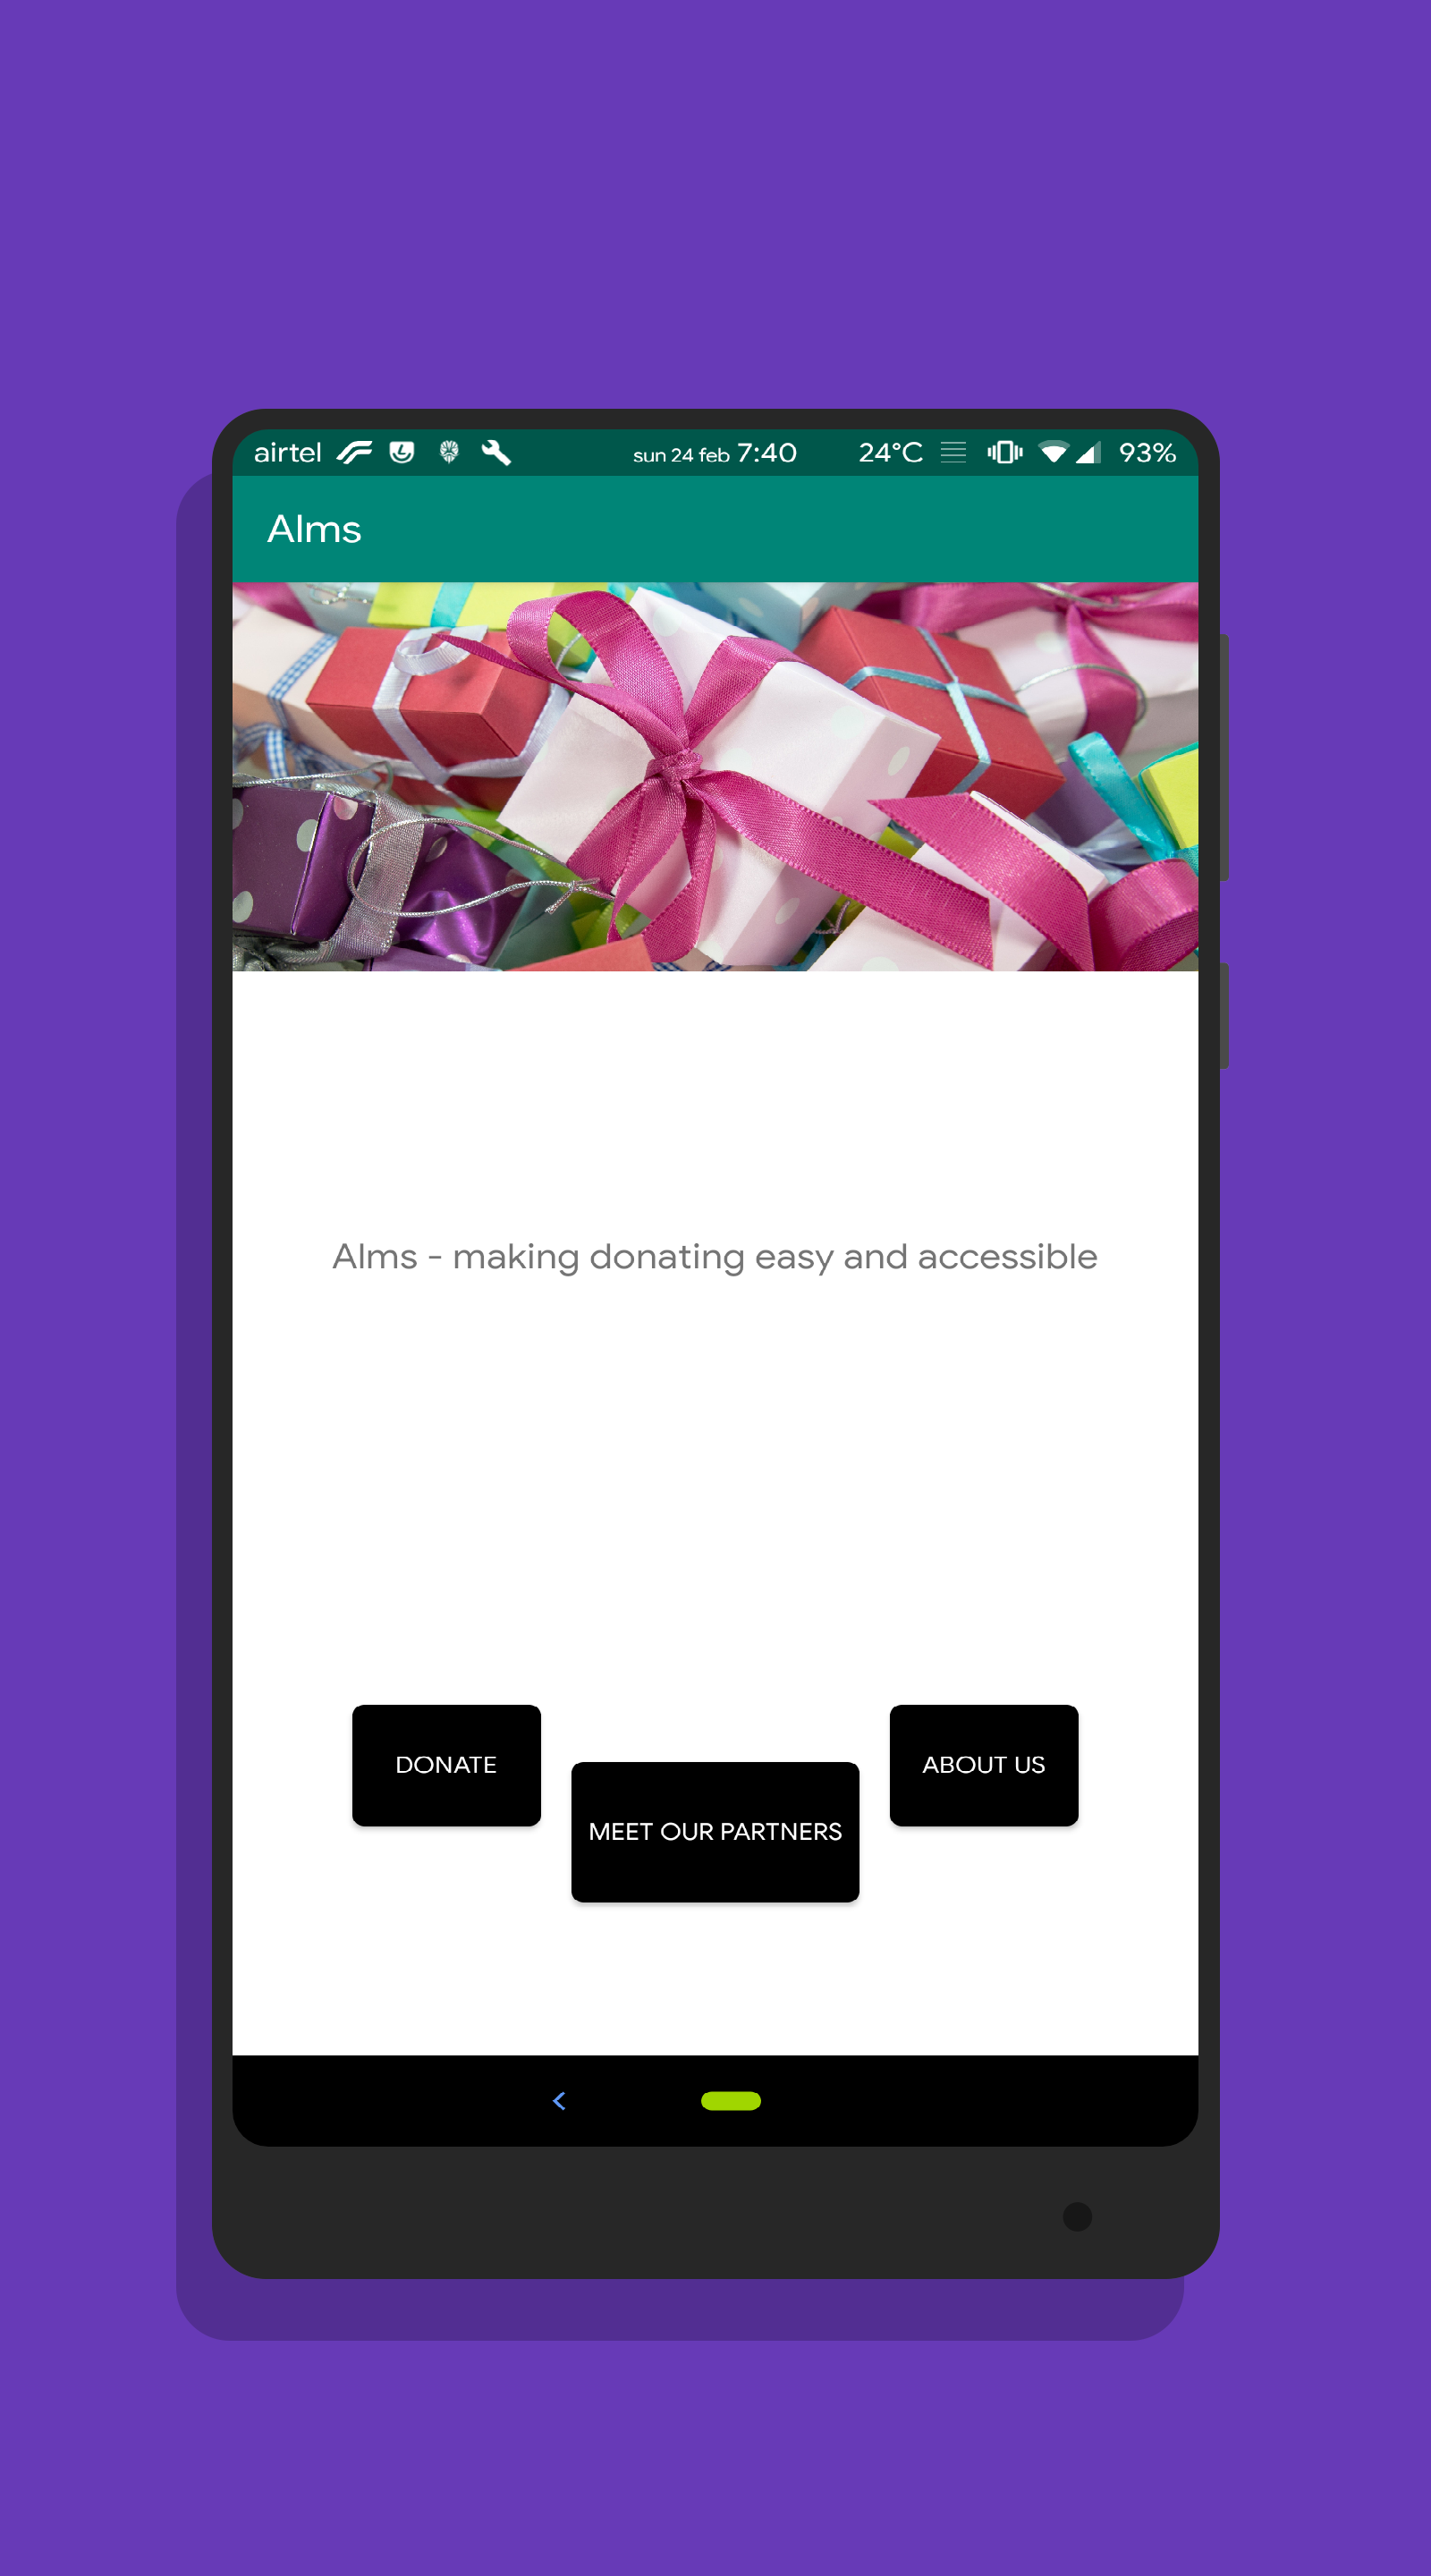 airtel sun 24 feb 7:40 24°C 93%
Alms
Alms - making donating easy and accessible
DONATE
ABOUT US
MEET OUR PARTNERS